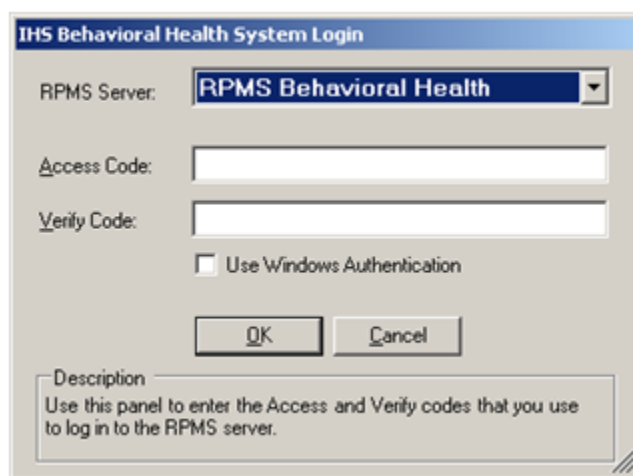 IHS Behavioral Health System Login
RPMS Server: RPMS Behavioral Health
Access Code:
Verify Code:
Use Windows Authentication
OK Cancel
Description
Use this panel to enter the Access and Verify codes that you use
to log in to the RPMS server.